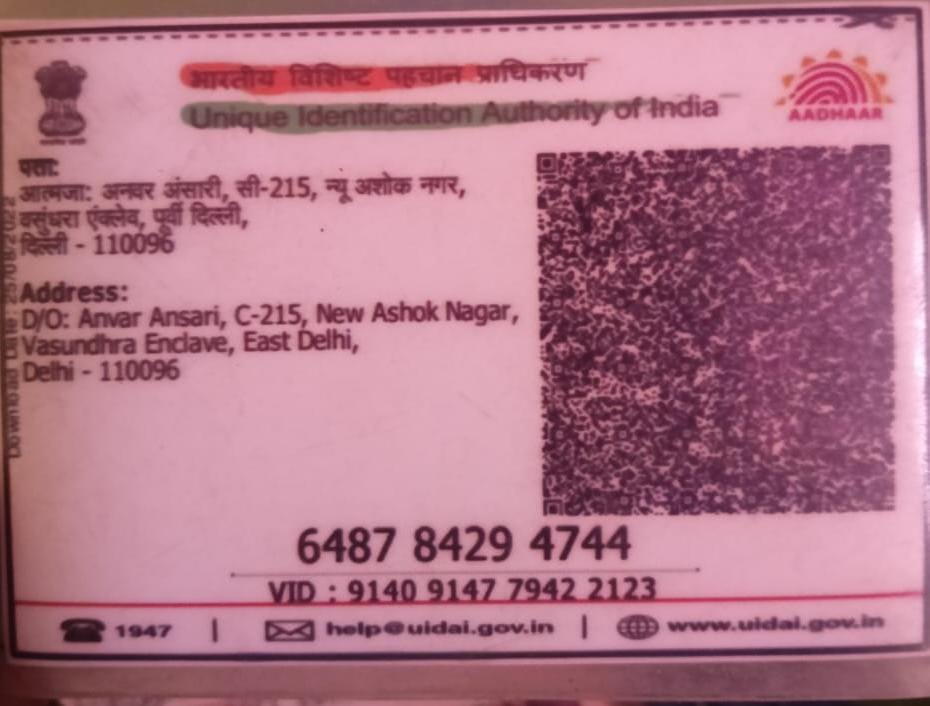 भारतीय विशिष्ट पहचान प्राधिकरण
Unique Identification Authority of India
AADHAAR
पता:
आत्मजा: अनवर अंसारी, सी-215, न्यू अशोक नगर,
वसुंधरा एंक्लेव, पूर्वी दिल्ली,
दिल्ली - 110096
Address:
D/O: Anvar Ansari, C-215, New Ashok Nagar,
Vasundhra Enclave, East Delhi,
Delhi - 110096
Download Date:
6487 8429 4744
VID : 9140 9147 7942 2123
1947 | help@uidai.gov.in | www.uidai.gov.in